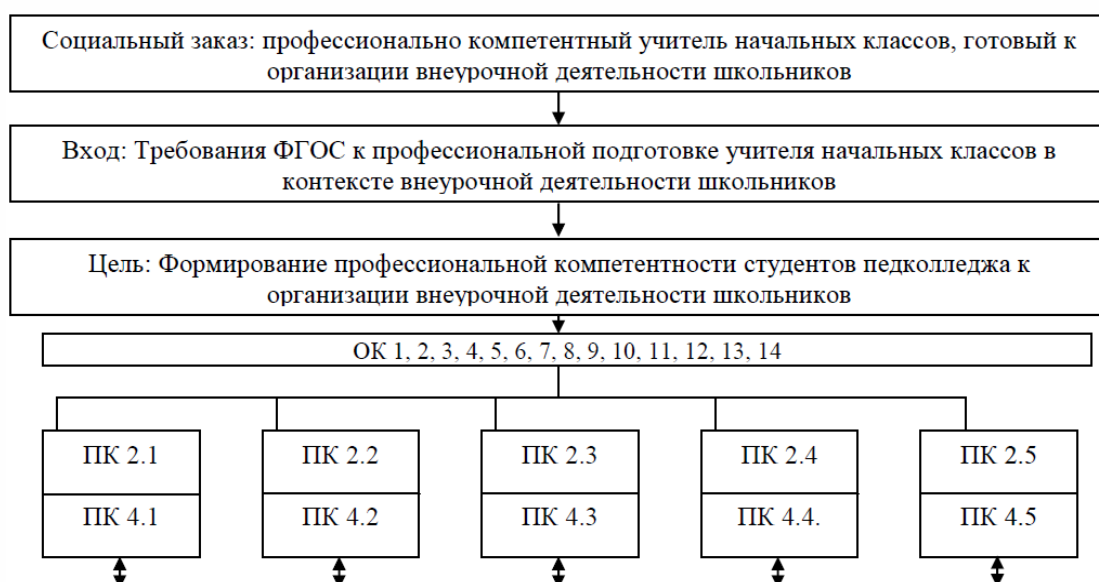 Социальный заказ: профессионально компетентный учитель начальных классов, готовый к
организации внеурочной деятельности школьников
Вход: Требования ФГОС к профессиональной подготовке учителя начальных классов в
контексте внеурочной деятельности школьников
Цель: Формирование профессиональной компетентности студентов педколледжа к
организации внеурочной деятельности школьников
ОК 1, 2, 3, 4, 5, 6, 7, 8, 9, 10, 11, 12, 13, 14
ПК 2.1 ПК 2.2 ПК 2.3 ПК 2.4 ПК 2.5
ПК 4.1 ПК 4.2 ПК 4.3 ПК 4.4. ПК 4.5